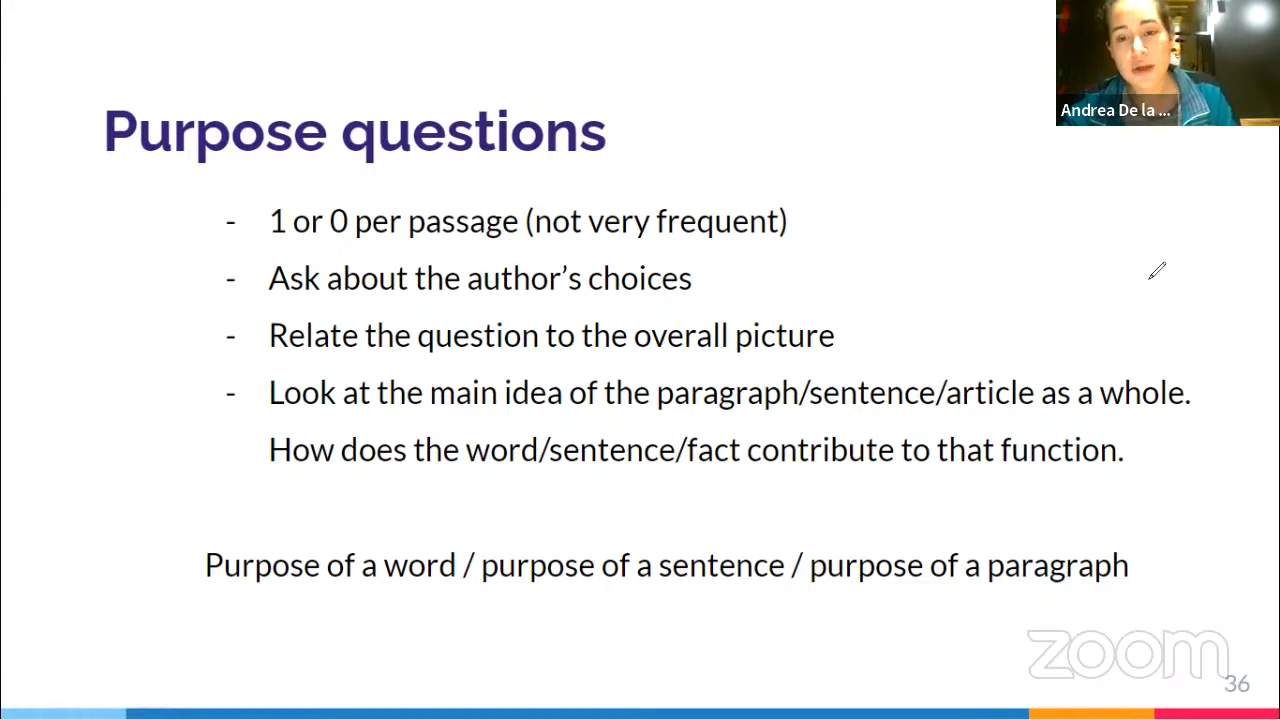 Andrea De la ...
Purpose questions
- 1 or 0 per passage (not very frequent)
- Ask about the author’s choices
- Relate the question to the overall picture
- Look at the main idea of the paragraph/sentence/article as a whole.
How does the word/sentence/fact contribute to that function.
Purpose of a word / purpose of a sentence / purpose of a paragraph
zoom
36